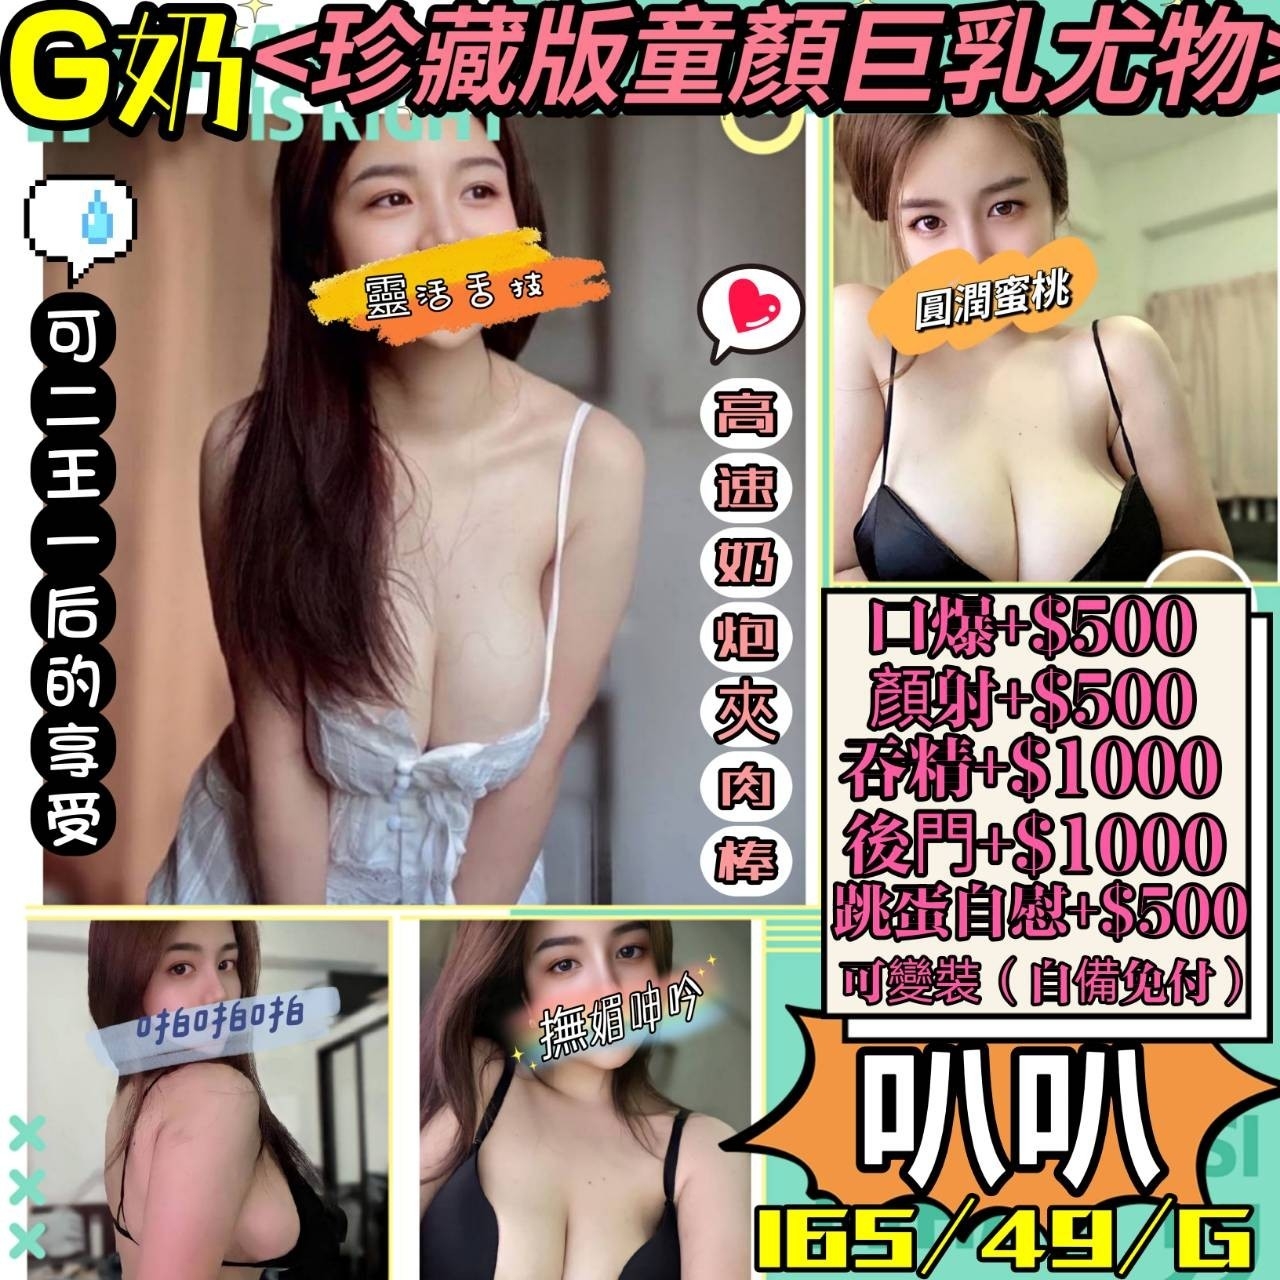 G奶
<珍藏版童顏巨乳尤物>
IS RIGHT
靈活舌技
圓潤蜜桃
可二王一后的享受
高速奶炮夾肉棒
口爆+$500
顏射+$500
吞精+$1000
後門+$1000
跳蛋自慰+$500
可變裝（自備免付）
啪啪啪
撫媚呻吟
叭叭
165/49/G